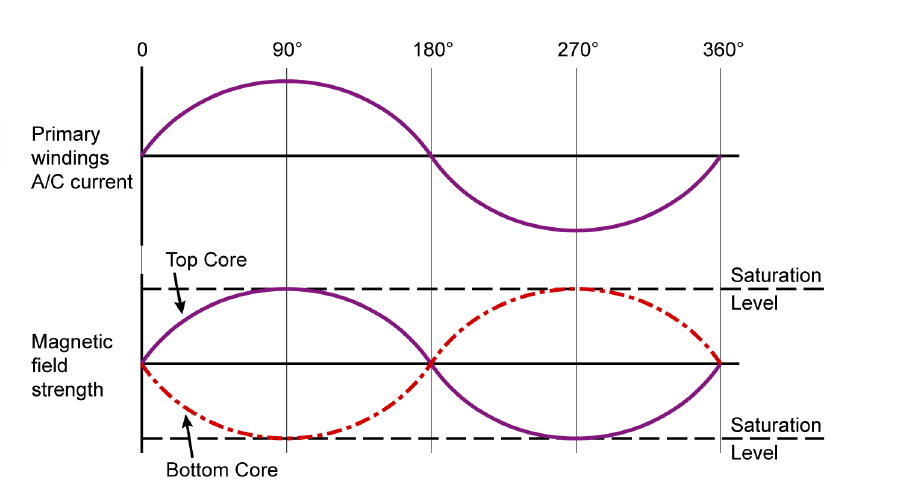 0 90° 180° 270° 360°
Primary
windings
A/C current
Top Core
Saturation
Level
Magnetic
field
strength
Saturation
Level
Bottom Core